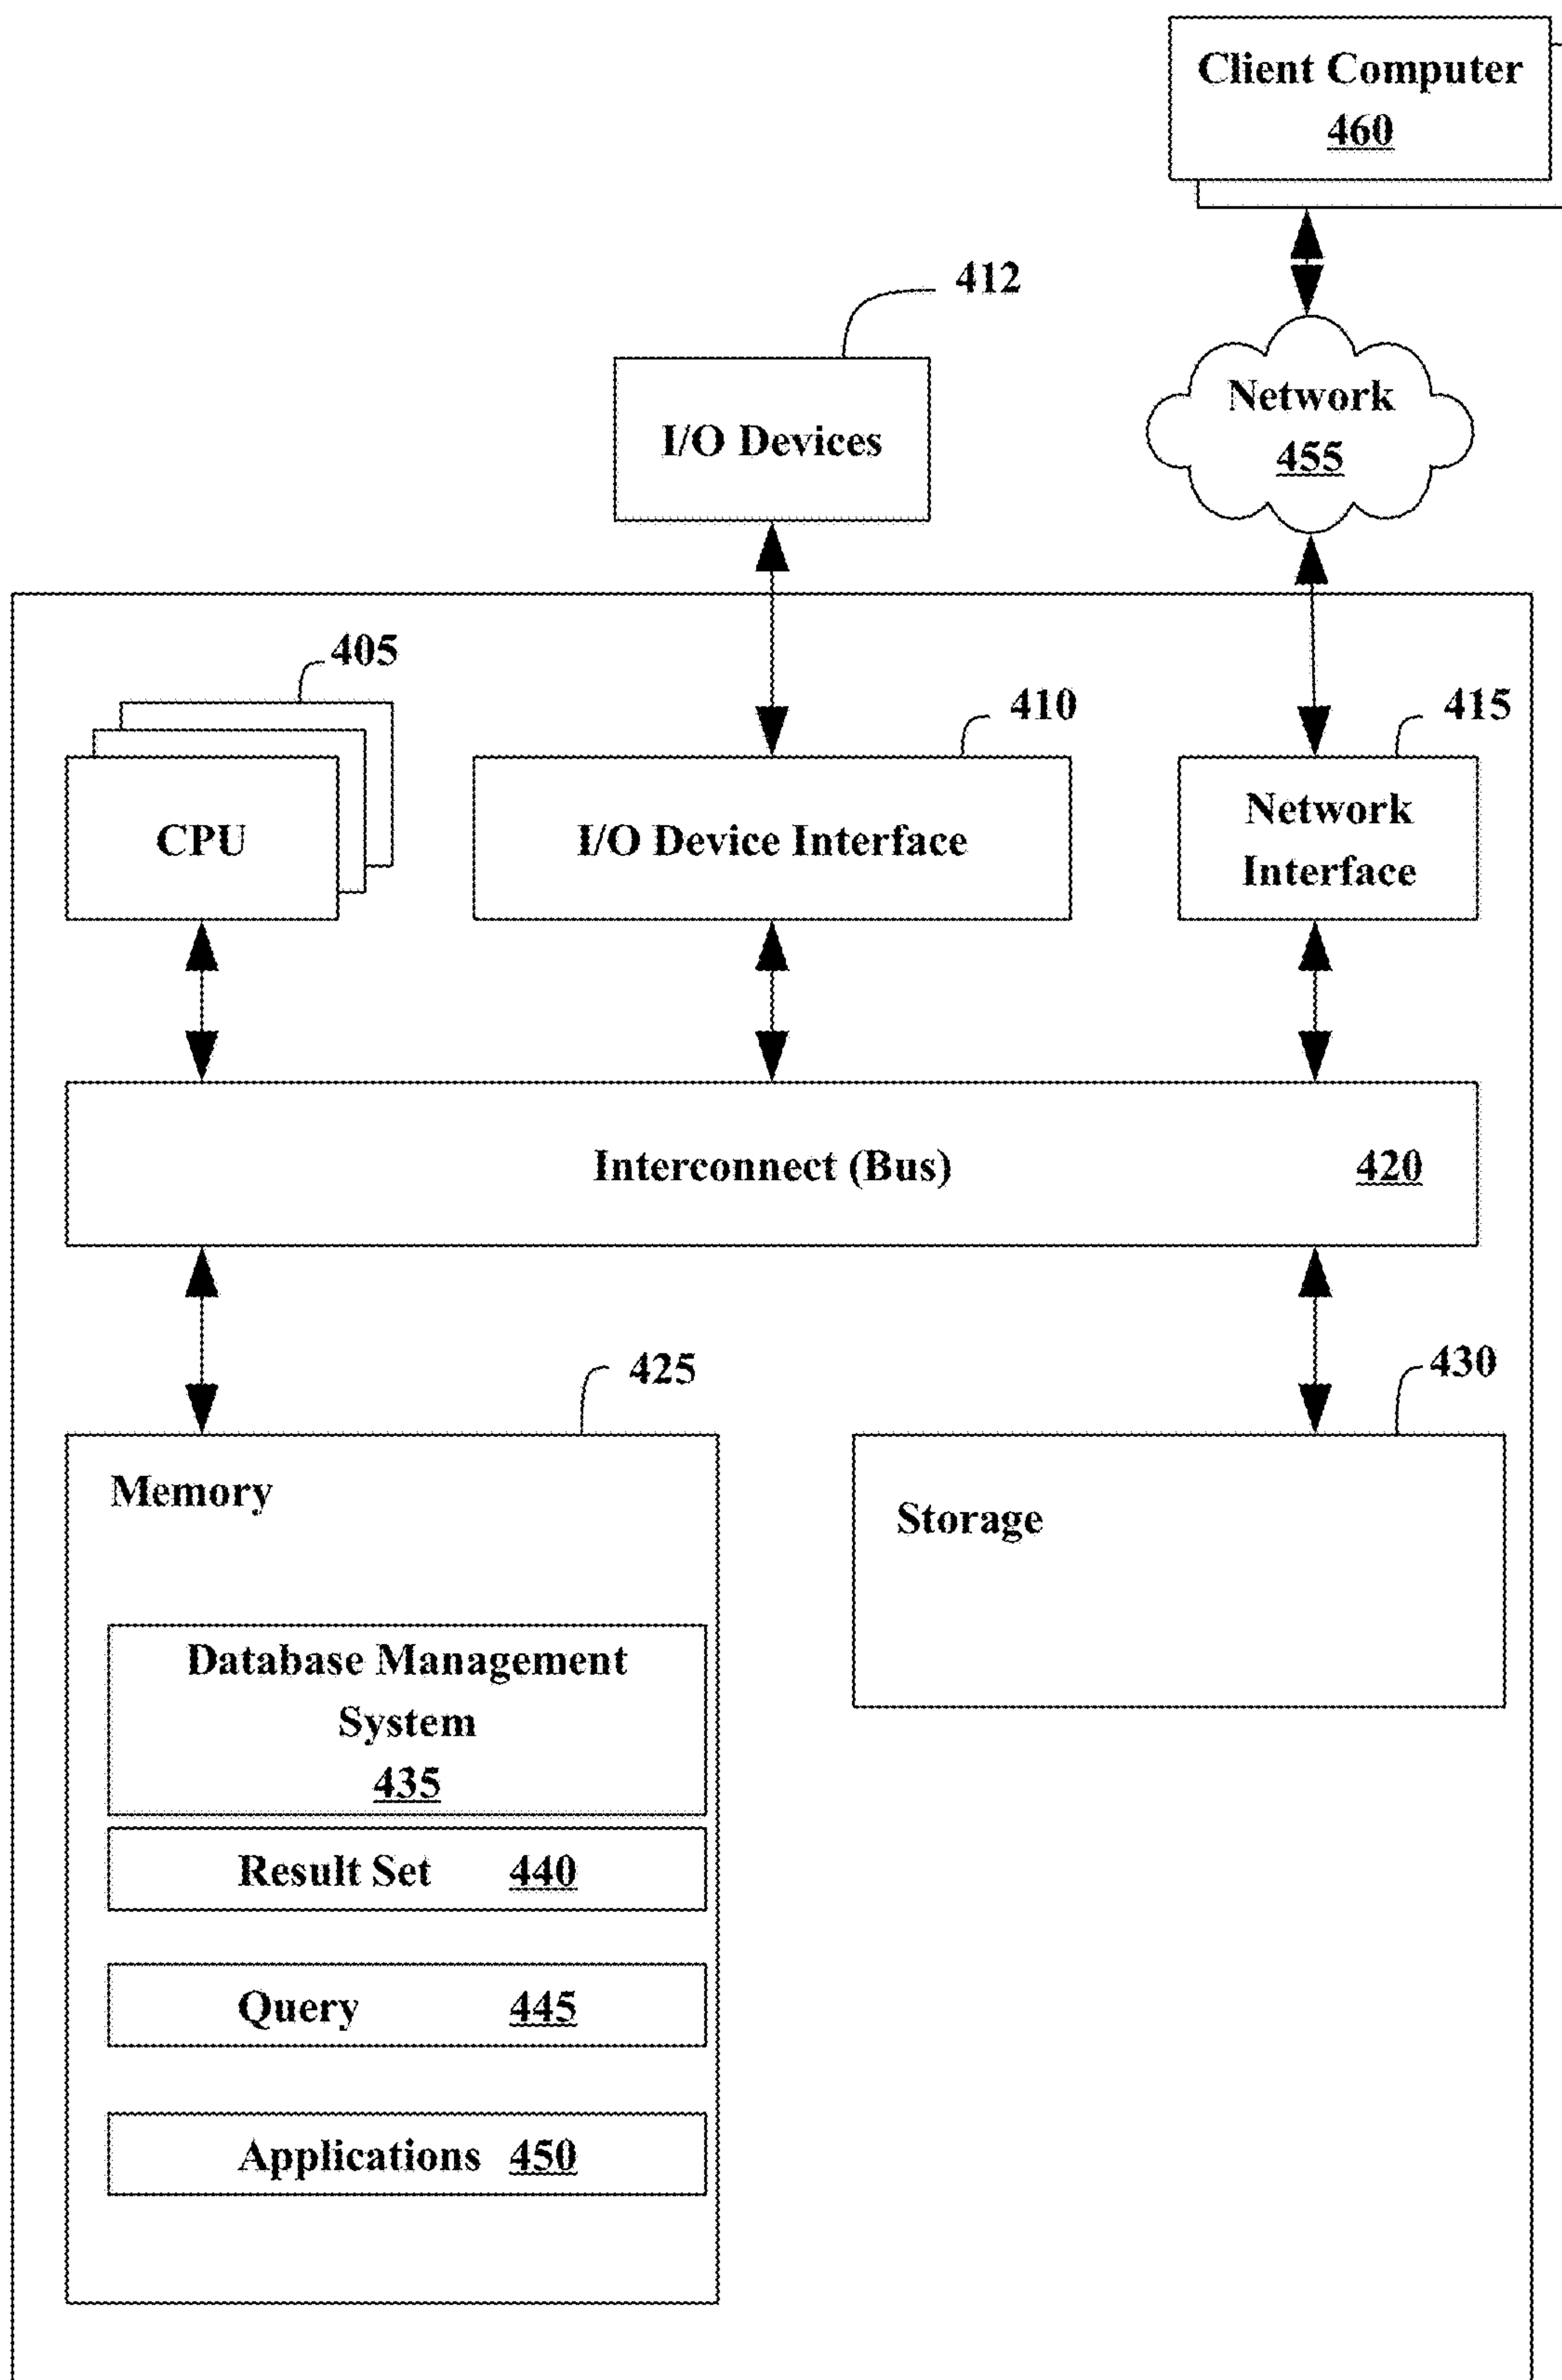 Client Computer
460
412
I/O Devices
Network
455
405
410
415
CPU
I/O Device Interface
Network
Interface
Interconnect (Bus)
420
425
430
Memory
Storage
Database Management
System
435
Result Set 440
Query 445
Applications 450